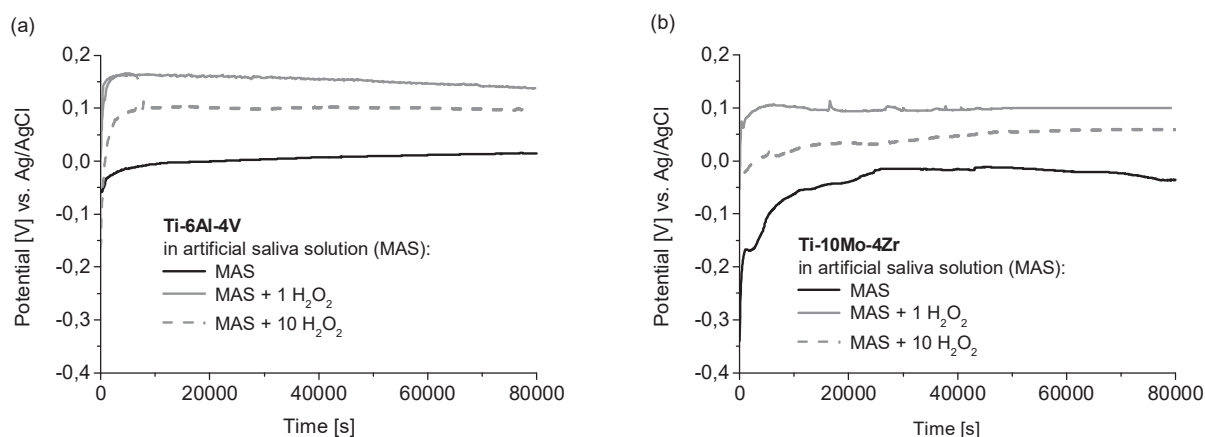 (a)
0,2
0,1
0,0
-0,1
-0,2
-0,3
-0,4
Potential [V] vs. Ag/AgCl
Ti-6Al-4V
in artificial saliva solution (MAS):
MAS
MAS + 1 H₂O₂
MAS + 10 H₂O₂
0 20000 40000 60000 80000
Time [s]
(b)
0,2
0,1
0,0
-0,1
-0,2
-0,3
-0,4
Potential [V] vs. Ag/AgCl
Ti-10Mo-4Zr
in artificial saliva solution (MAS):
MAS
MAS + 1 H₂O₂
MAS + 10 H₂O₂
0 20000 40000 60000 80000
Time [s]